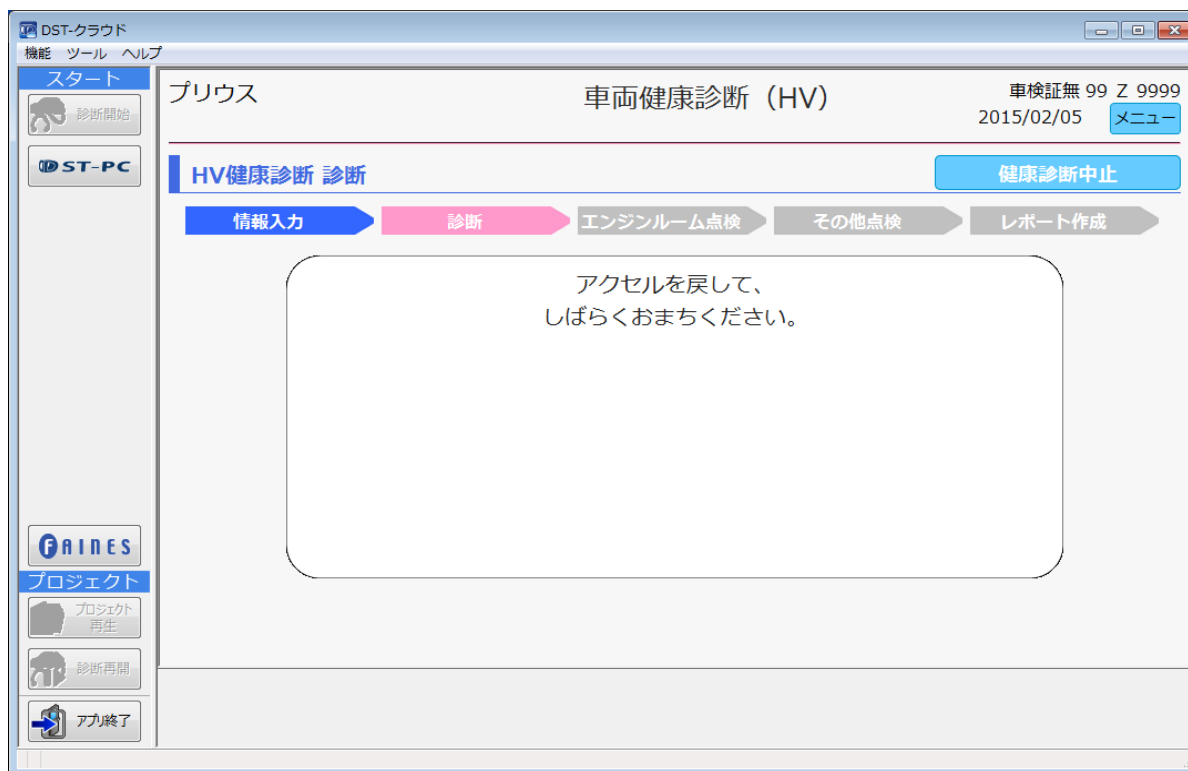 DST-クラウド
機能 ツール ヘルプ
スタート
診断開始
DST-PC
FAINES
プロジェクト
プロジェクト
再生
診断再開
アプリ終了
プリウス
車両健康診断（HV）
車検証無 99 Z 9999
2015/02/05
メニュー
HV健康診断 診断
健康診断中止
情報入力
診断
エンジンルーム点検
その他点検
レポート作成
アクセルを戻して、
しばらくおまちください。